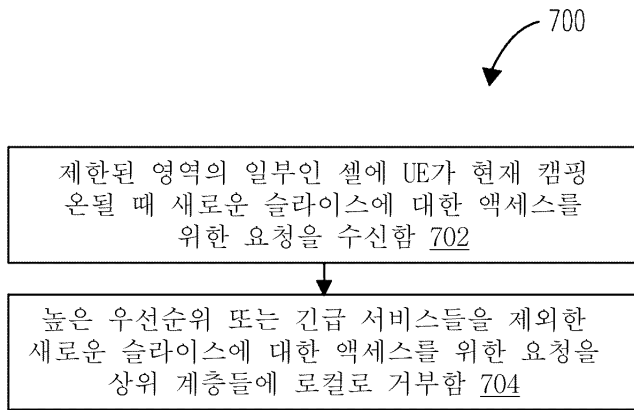 700
제한된 영역의 일부인 셀에 UE가 현재 캠핑
온될 때 새로운 슬라이스에 대한 액세스를
위한 요청을 수신함 702
높은 우선순위 또는 긴급 서비스들을 제외한
새로운 슬라이스에 대한 액세스를 위한 요청을
상위 계층들에 로컬로 거부함 704